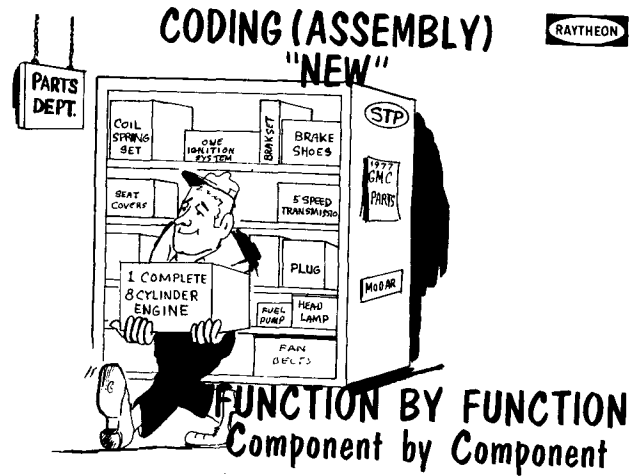 CODING (ASSEMBLY)
"NEW"
RAYTHEON
PARTS
DEPT.
STP
COIL
SPRING
SET
ONE
IGNITION
SYSTEM
BRAKSET
BRAKE
SHOES
1977
GMC
PARTS
SEAT
COVERS
5 SPEED
TRANSMISSIO
PLUG
1 COMPLETE
8 CYLINDER
ENGINE
FUEL
PUMP
HEAD
LAMP
MODAR
FAN
BELTS
FUNCTION BY FUNCTION
Component by Component